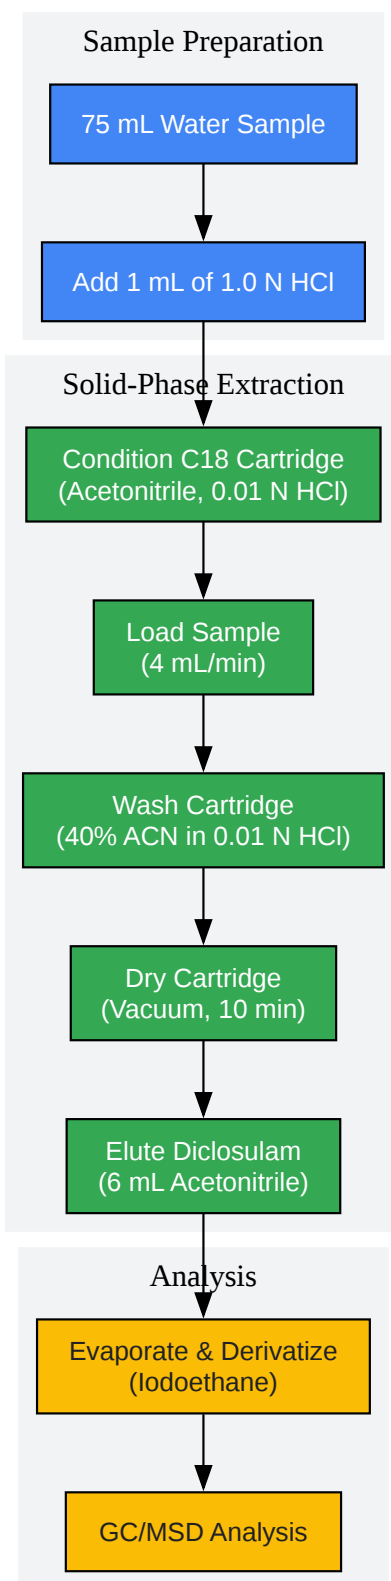 Sample Preparation
75 mL Water Sample
Add 1 mL of 1.0 N HCl
Solid-Phase Extraction
Condition C18 Cartridge
(Acetonitrile, 0.01 N HCl)
Load Sample
(4 mL/min)
Wash Cartridge
(40% ACN in 0.01 N HCl)
Dry Cartridge
(Vacuum, 10 min)
Elute Diclosulam
(6 mL Acetonitrile)
Analysis
Evaporate & Derivatize
(Iodoethane)
GC/MSD Analysis